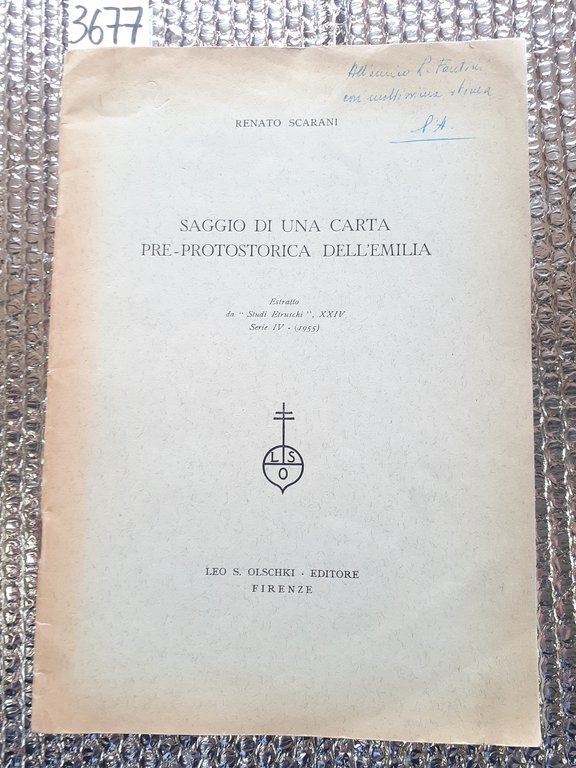 3677
All'amico L. Fantini
con moltissima stima
l'A.
RENATO SCARANI
SAGGIO DI UNA CARTA
PRE-PROTOSTORICA DELL'EMILIA
Estratto
da " Studi Etruschi ", XXIV
Serie IV - (1955)
L S
O
LEO S. OLSCHKI - EDITORE
FIRENZE